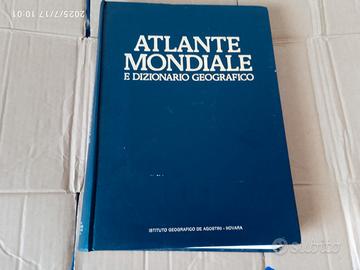 2025/7/17 10:01
ATLANTE
MONDIALE
E DIZIONARIO GEOGRAFICO
ISTITUTO GEOGRAFICO DE AGOSTINI - NOVARA
subito